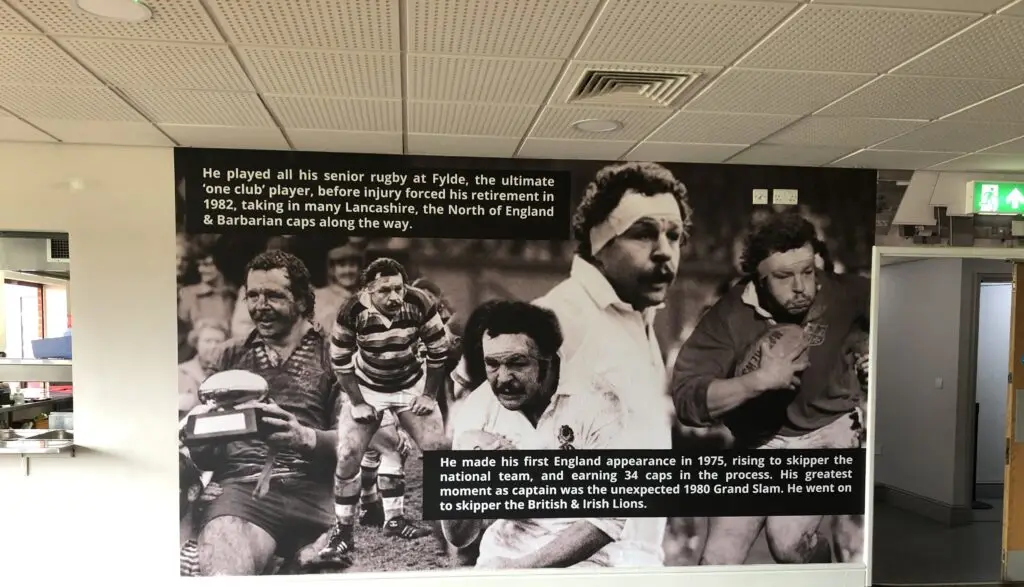 He played all his senior rugby at Fylde, the ultimate
'one club' player, before injury forced his retirement in
1982, taking in many Lancashire, the North of England
& Barbarian caps along the way.
He made his first England appearance in 1975, rising to skipper the
national team, and earning 34 caps in the process. His greatest
moment as captain was the unexpected 1980 Grand Slam. He went on
to skipper the British & Irish Lions.